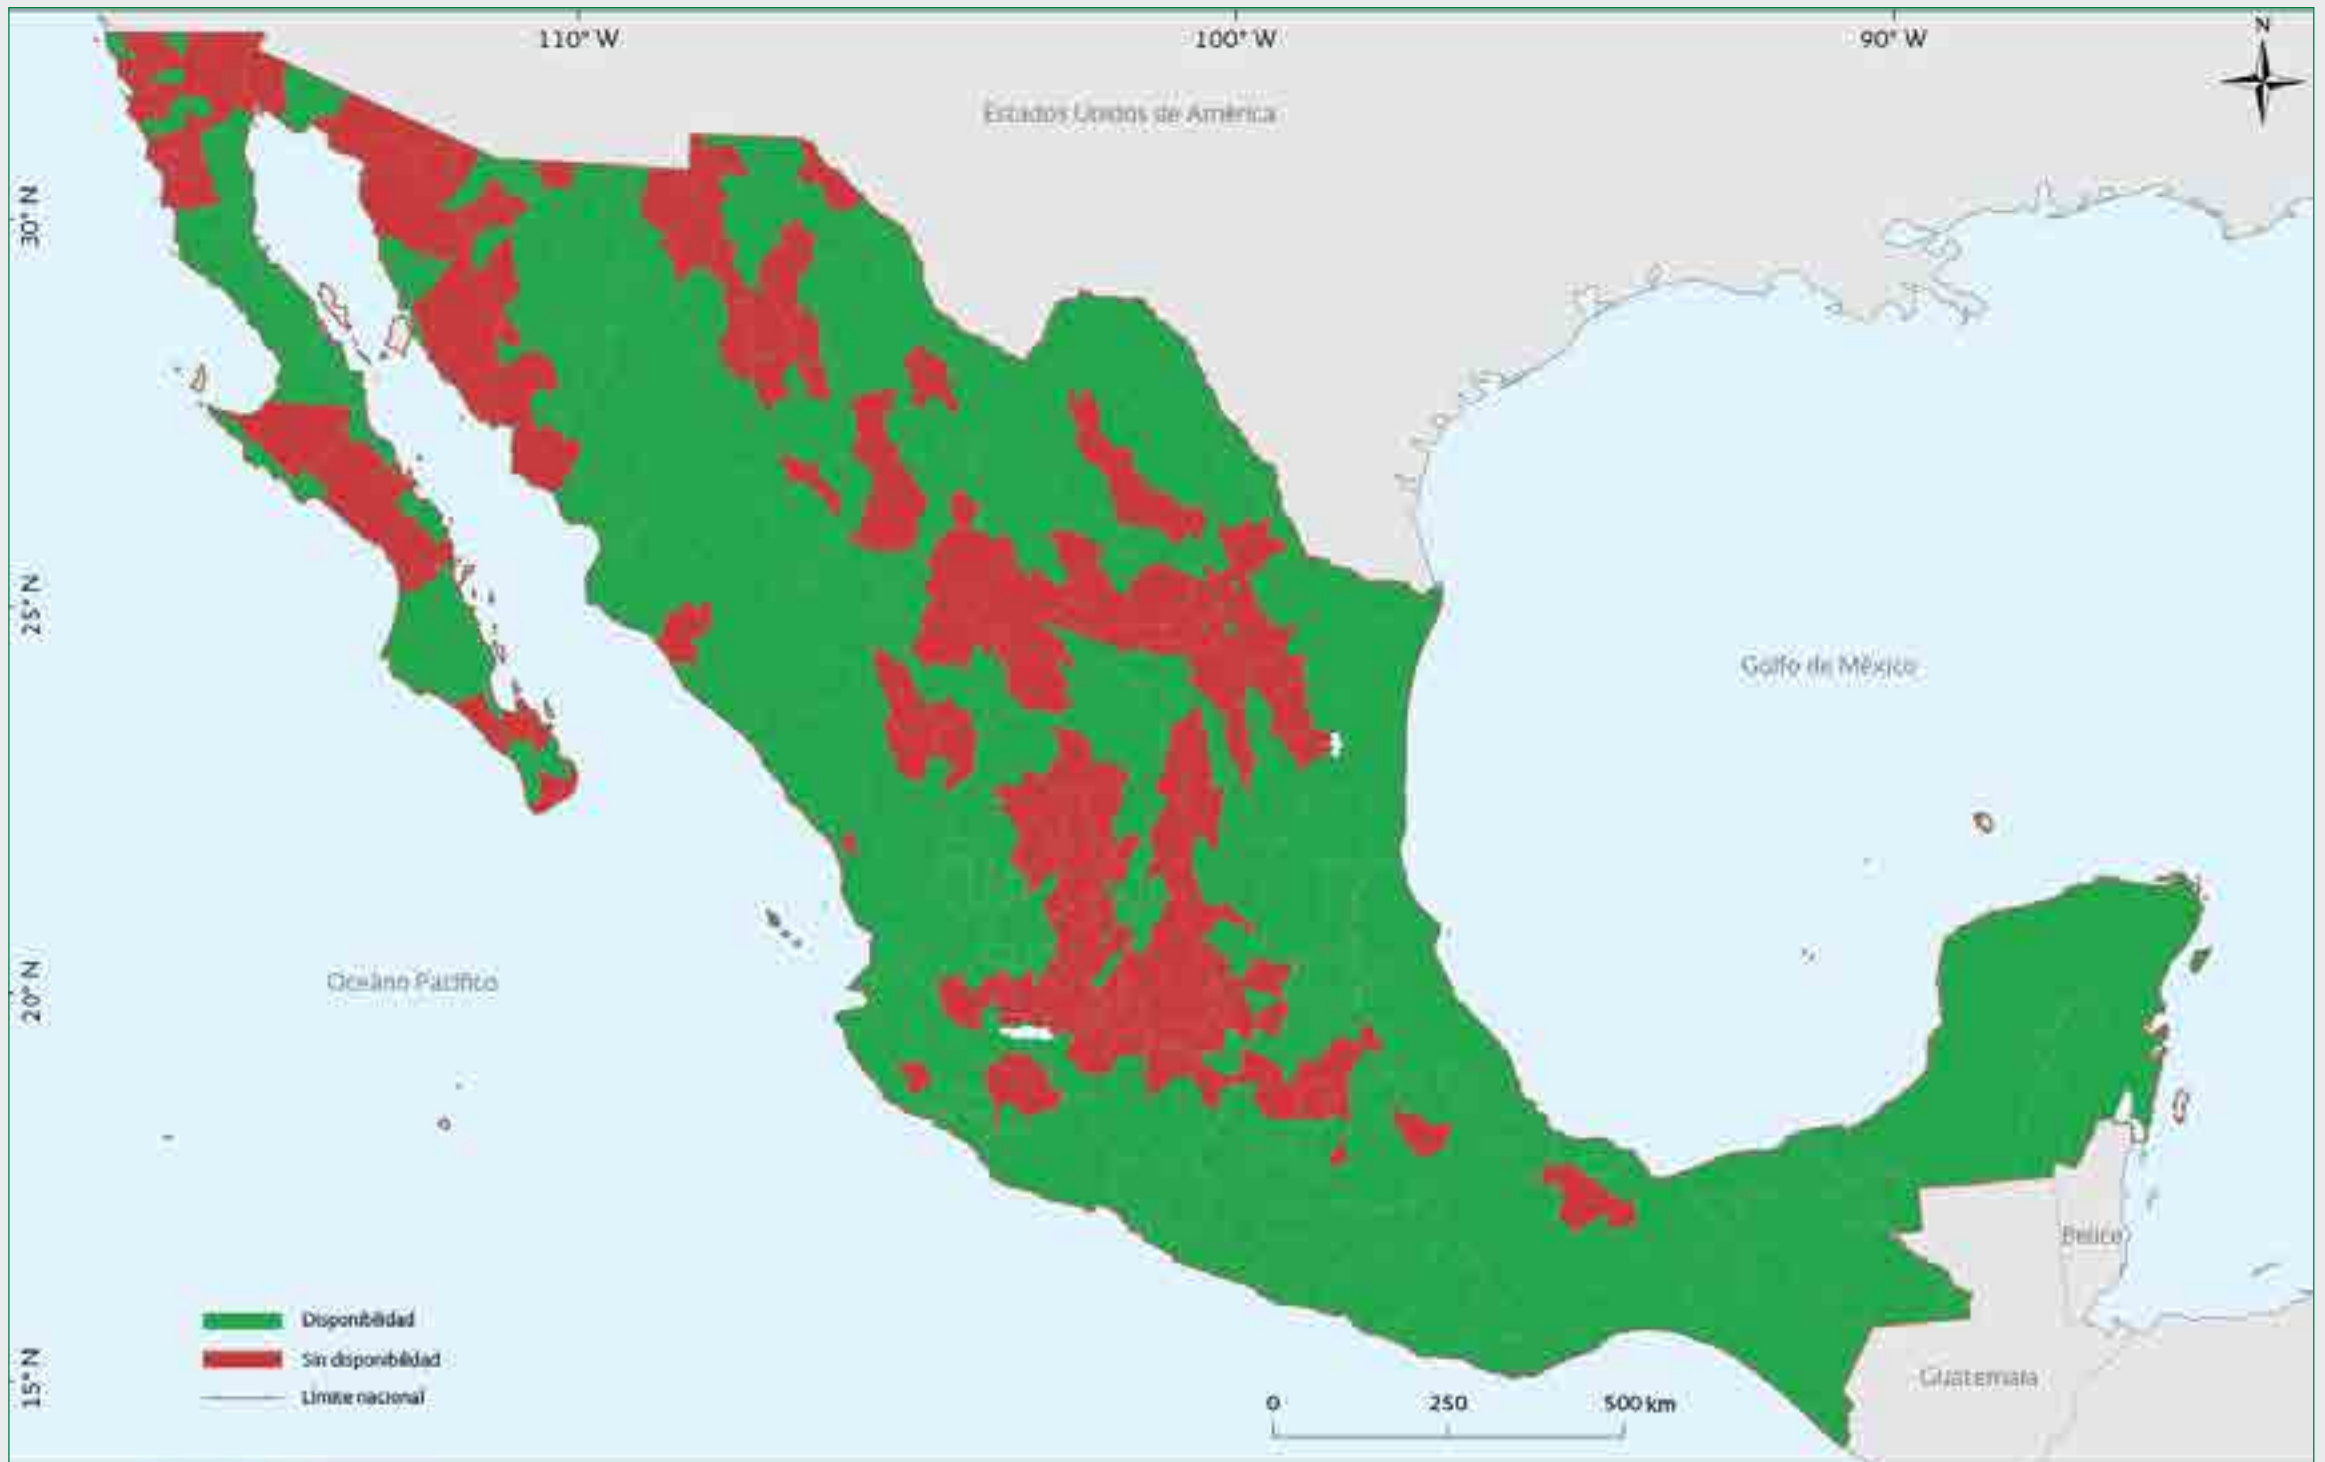 110° W
100° W
90° W
N
Estados Unidos de América
30° N
25° N
Golfo de México
20° N
Océano Pacífico
Belice
Disponibilidad
Sin disponibilidad
Límite nacional
15° N
0
250
500 km
Guatemala